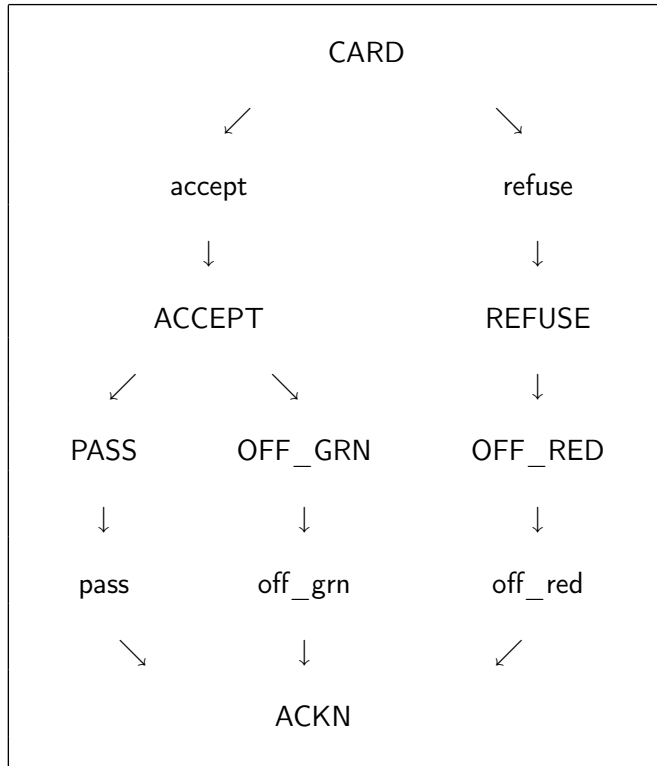 CARD
accept refuse
ACCEPT REFUSE
PASS OFF_GRN OFF_RED
pass off_grn off_red
ACKN